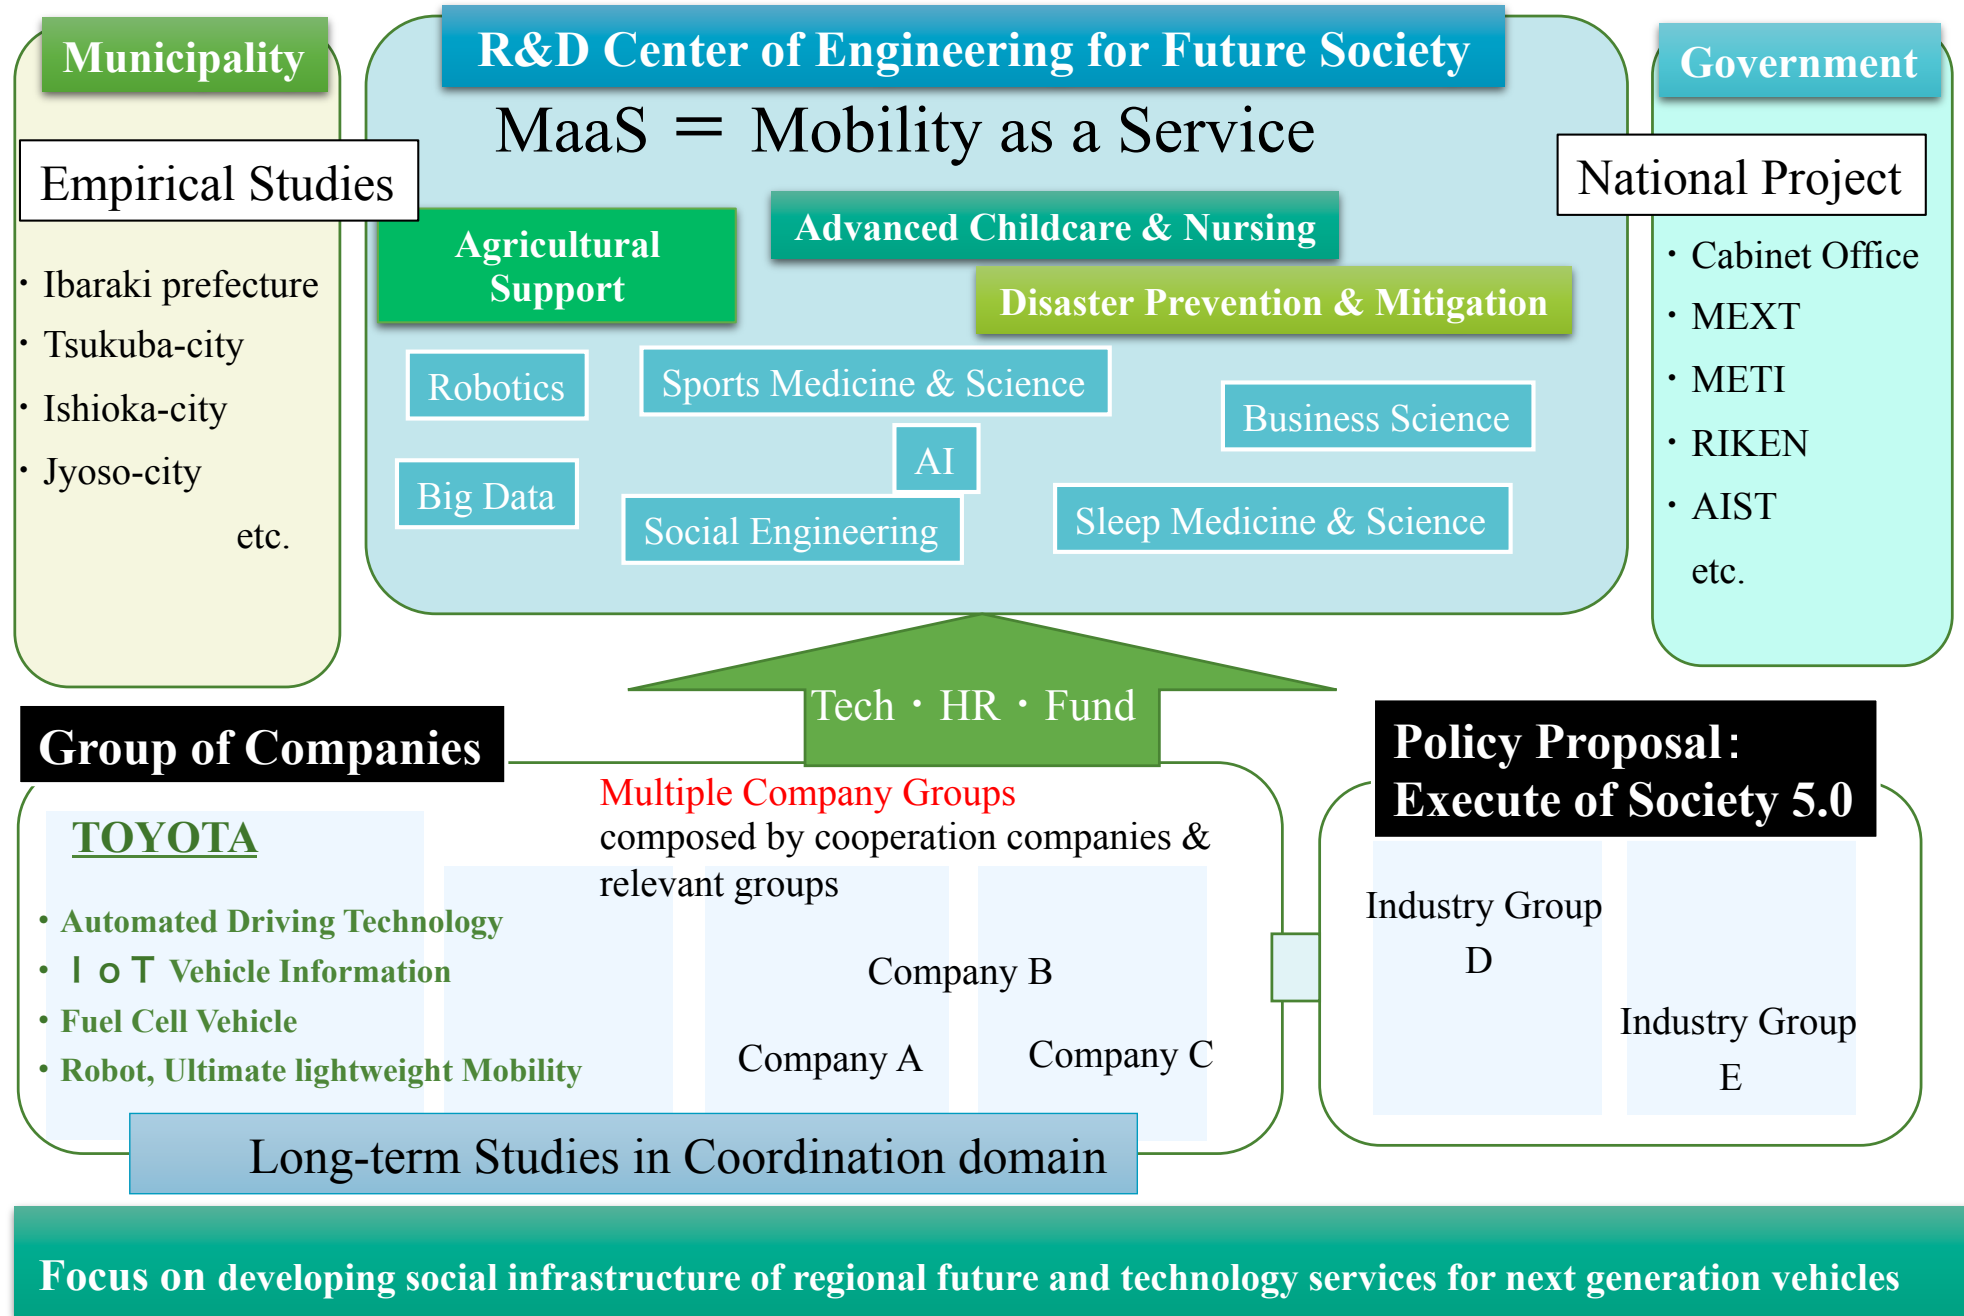 Municipality
Empirical Studies
・Ibaraki prefecture
・Tsukuba-city
・Ishioka-city
・Jyoso-city
etc.
R&D Center of Engineering for Future Society
MaaS = Mobility as a Service
Agricultural
Support
Advanced Childcare & Nursing
Disaster Prevention & Mitigation
Robotics
Sports Medicine & Science
Business Science
AI
Big Data
Social Engineering
Sleep Medicine & Science
Government
National Project
・Cabinet Office
・MEXT
・METI
・RIKEN
・AIST
etc.
Tech・HR・Fund
Group of Companies
TOYOTA
・Automated Driving Technology
・ＩｏＴ Vehicle Information
・Fuel Cell Vehicle
・Robot, Ultimate lightweight Mobility
Multiple Company Groups
composed by cooperation companies &
relevant groups
Company B
Company A
Company C
Long-term Studies in Coordination domain
Policy Proposal：
Execute of Society 5.0
Industry Group
D
Industry Group
E
Focus on developing social infrastructure of regional future and technology services for next generation vehicles